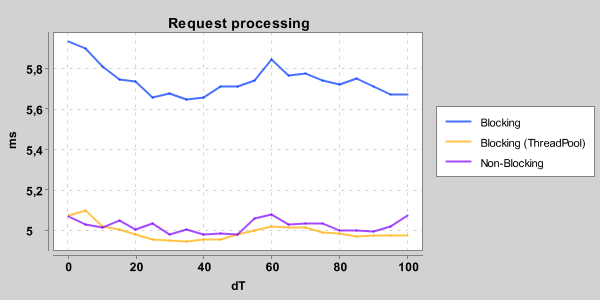 Request processing
ms
5,8
5,6
5,4
5,2
5
0 20 40 60 80 100
dT
Blocking
Blocking (ThreadPool)
Non-Blocking